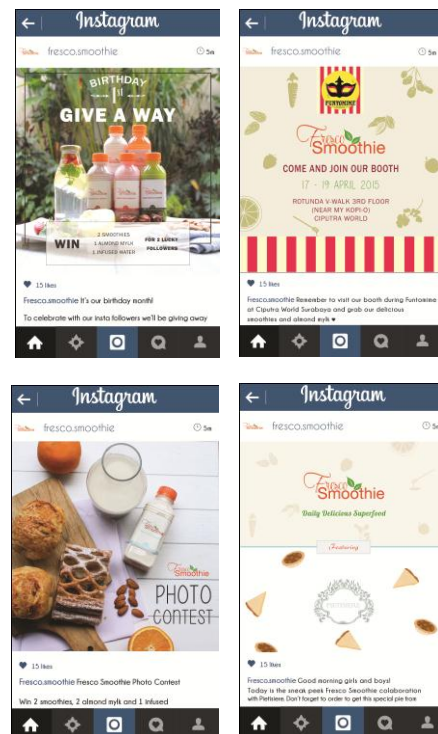 Instagram
fresco.smoothie 5m
BIRTHDAY
1st
GIVE A WAY
WIN
2 SMOOTHIES
1 ALMOND MYLK
1 INFUSED WATER
FOR 3 LUCKY
FOLLOWERS
15 likes
Fresco.smoothie It's our birthday month!
To celebrate with our insta followers we'll be giving away
Instagram
fresco.smoothie 5m
FUNTOMIME
Fresco
Smoothie
COME AND JOIN OUR BOOTH
17 - 19 APRIL 2015
ROTUNDA V-WALK 3RD FLOOR
(NEAR MY KOPI-O)
CIPUTRA WORLD
15 likes
Fresco.smoothie Remember to visit our booth during Funtomime
at Ciputra World Surabaya and grab our delicious
smoothies and almond mylk ♥
Instagram
fresco.smoothie 5m
Fresco
Smoothie
PHOTO
CONTEST
15 likes
Fresco.smoothie Fresco Smoothie Photo Contest
Win 2 smoothies, 2 almond mylk and 1 infused
Instagram
fresco.smoothie 5m
Fresco
Smoothie
Daily Delicious Superfood
Featuring
15 likes
Fresco.smoothie Good morning girls and boys!
Today is the sneak peek Fresco Smoothie colaboration
with Pietisiere. Don't forget to order to get this special pie from